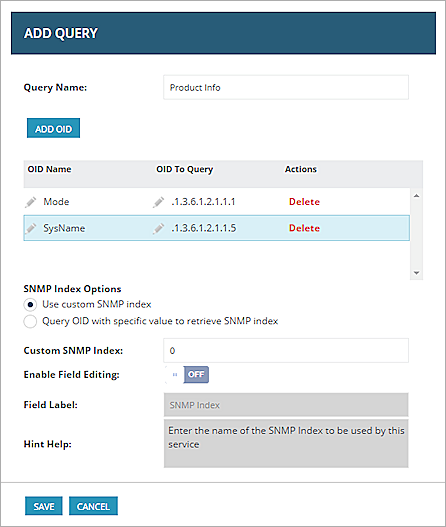 ADD QUERY
Query Name: Product Info
ADD OID
OID Name OID To Query Actions
Mode .1.3.6.1.2.1.1.1 Delete
SysName .1.3.6.1.2.1.1.5 Delete
SNMP Index Options
Use custom SNMP index
Query OID with specific value to retrieve SNMP index
Custom SNMP Index: 0
Enable Field Editing: OFF
Field Label: SNMP Index
Hint Help: Enter the name of the SNMP Index to be used by this
service
SAVE CANCEL